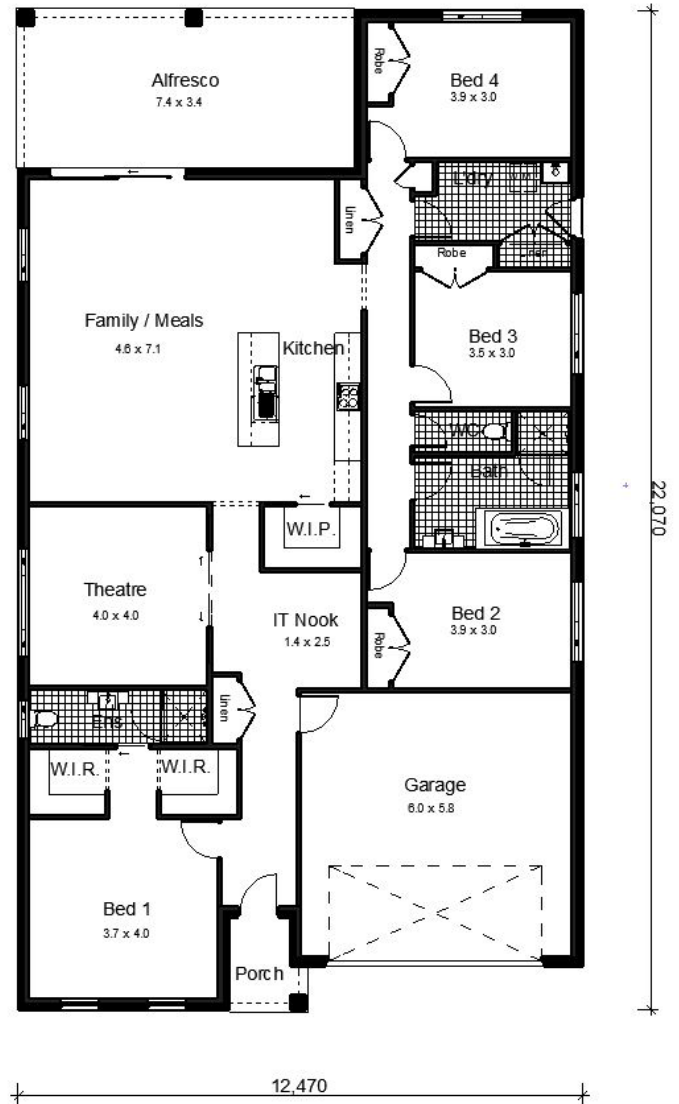 Alfresco
7.4 x 3.4
Robe
Bed 4
3.9 x 3.0
L'dry
W.M.
Linen
Linen
Robe
Family / Meals
4.6 x 7.1
Kitchen
Bed 3
3.5 x 3.0
WC
Bath
22,070
W.I.P.
Theatre
4.0 x 4.0
IT Nook
1.4 x 2.5
Bed 2
3.9 x 3.0
Robe
Linen
Ens
W.I.R.
W.I.R.
Garage
6.0 x 5.8
Bed 1
3.7 x 4.0
Porch
12,470